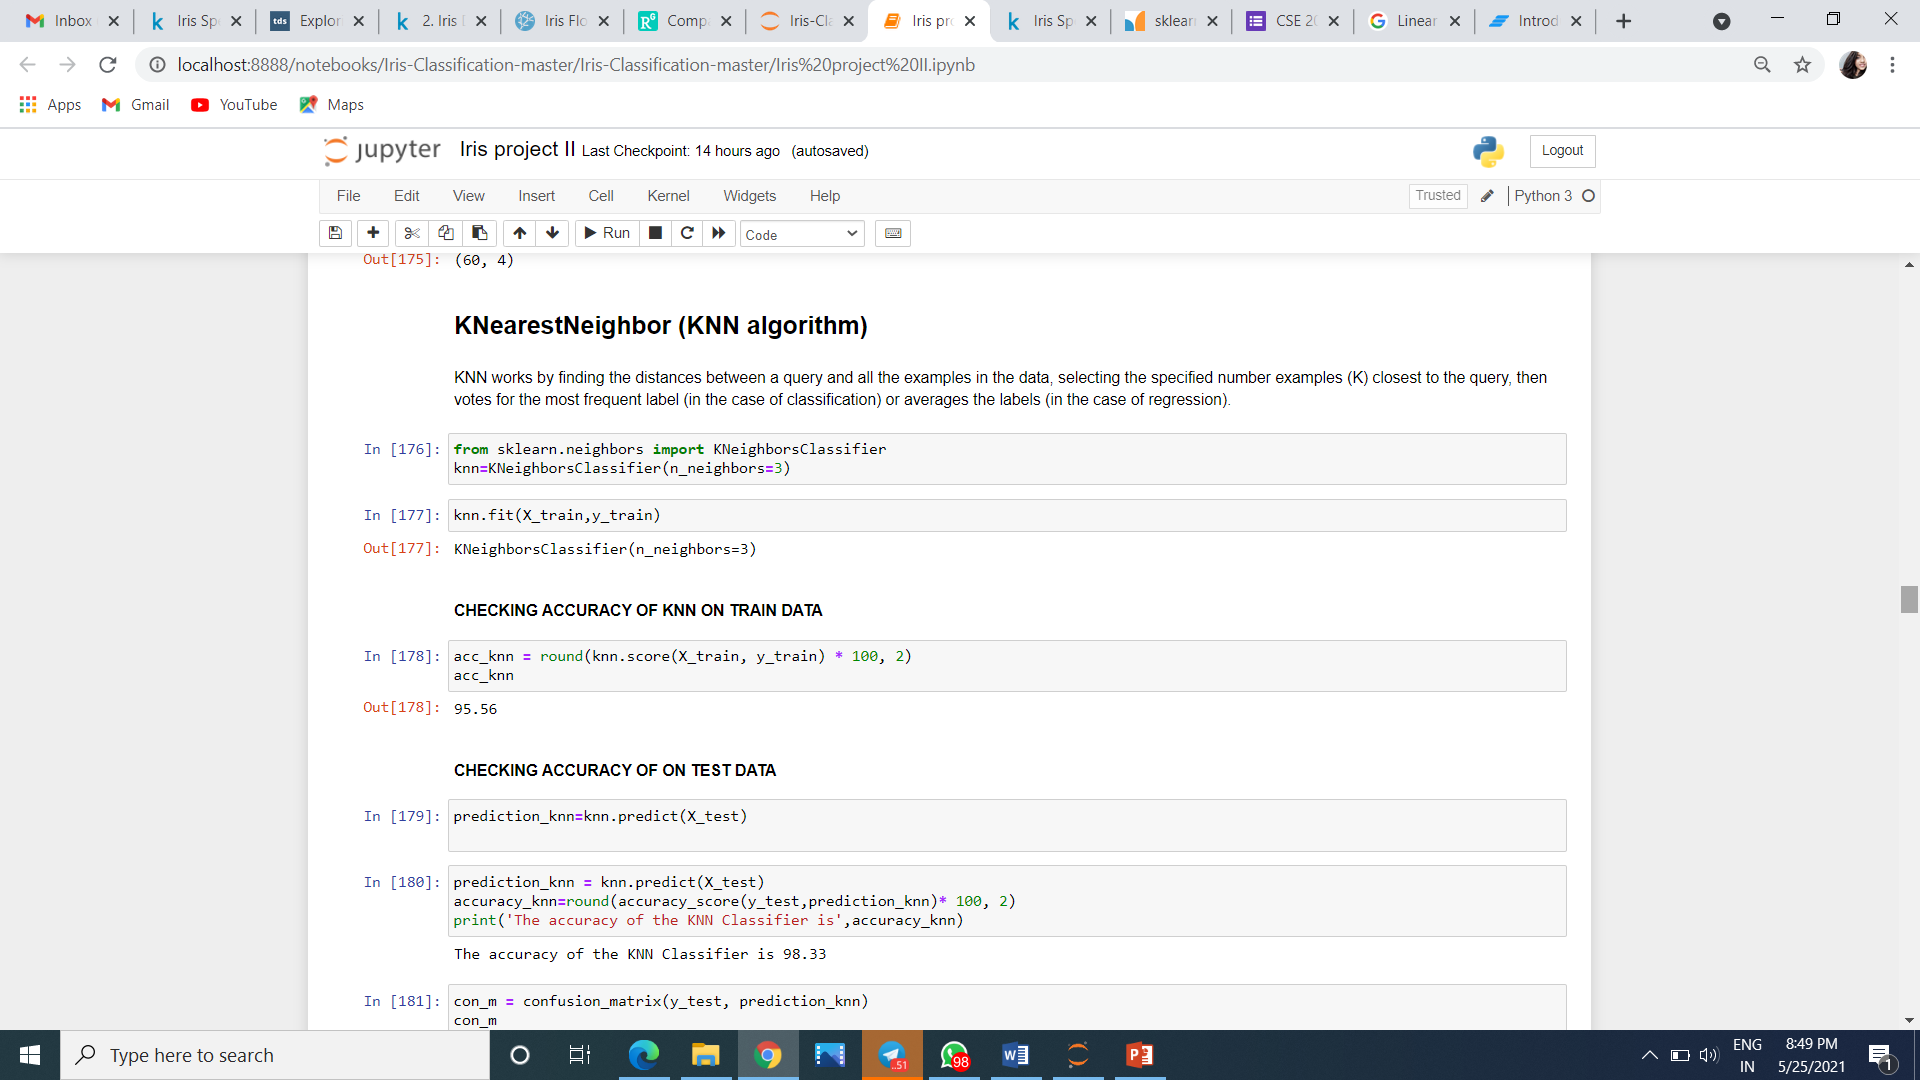 Inbox
Iris Sp
tds Explor
2. Iris
Iris Flo
Comp
Iris-Cl
Iris pr
Iris Sp
sklear
CSE 20
Linear
Introd
localhost:8888/notebooks/Iris-Classification-master/Iris-Classification-master/Iris%20project%20II.ipynb
Apps Gmail YouTube Maps
jupyter Iris project II Last Checkpoint: 14 hours ago (autosaved) Logout
File Edit View Insert Cell Kernel Widgets Help Trusted Python 3
Run Code
Out[175]: (60, 4)
KNearestNeighbor (KNN algorithm)
KNN works by finding the distances between a query and all the examples in the data, selecting the specified number examples (K) closest to the query, then
votes for the most frequent label (in the case of classification) or averages the labels (in the case of regression).
In [176]: from sklearn.neighbors import KNeighborsClassifier
knn=KNeighborsClassifier(n_neighbors=3)
In [177]: knn.fit(X_train,y_train)
Out[177]: KNeighborsClassifier(n_neighbors=3)
CHECKING ACCURACY OF KNN ON TRAIN DATA
In [178]: acc_knn = round(knn.score(X_train, y_train) * 100, 2)
acc_knn
Out[178]: 95.56
CHECKING ACCURACY OF ON TEST DATA
In [179]: prediction_knn=knn.predict(X_test)
In [180]: prediction_knn = knn.predict(X_test)
accuracy_knn=round(accuracy_score(y_test,prediction_knn)* 100, 2)
print('The accuracy of the KNN Classifier is',accuracy_knn)
The accuracy of the KNN Classifier is 98.33
In [181]: con_m = confusion_matrix(y_test, prediction_knn)
con_m
Type here to search
..51
98
ENG
IN
8:49 PM
5/25/2021
1